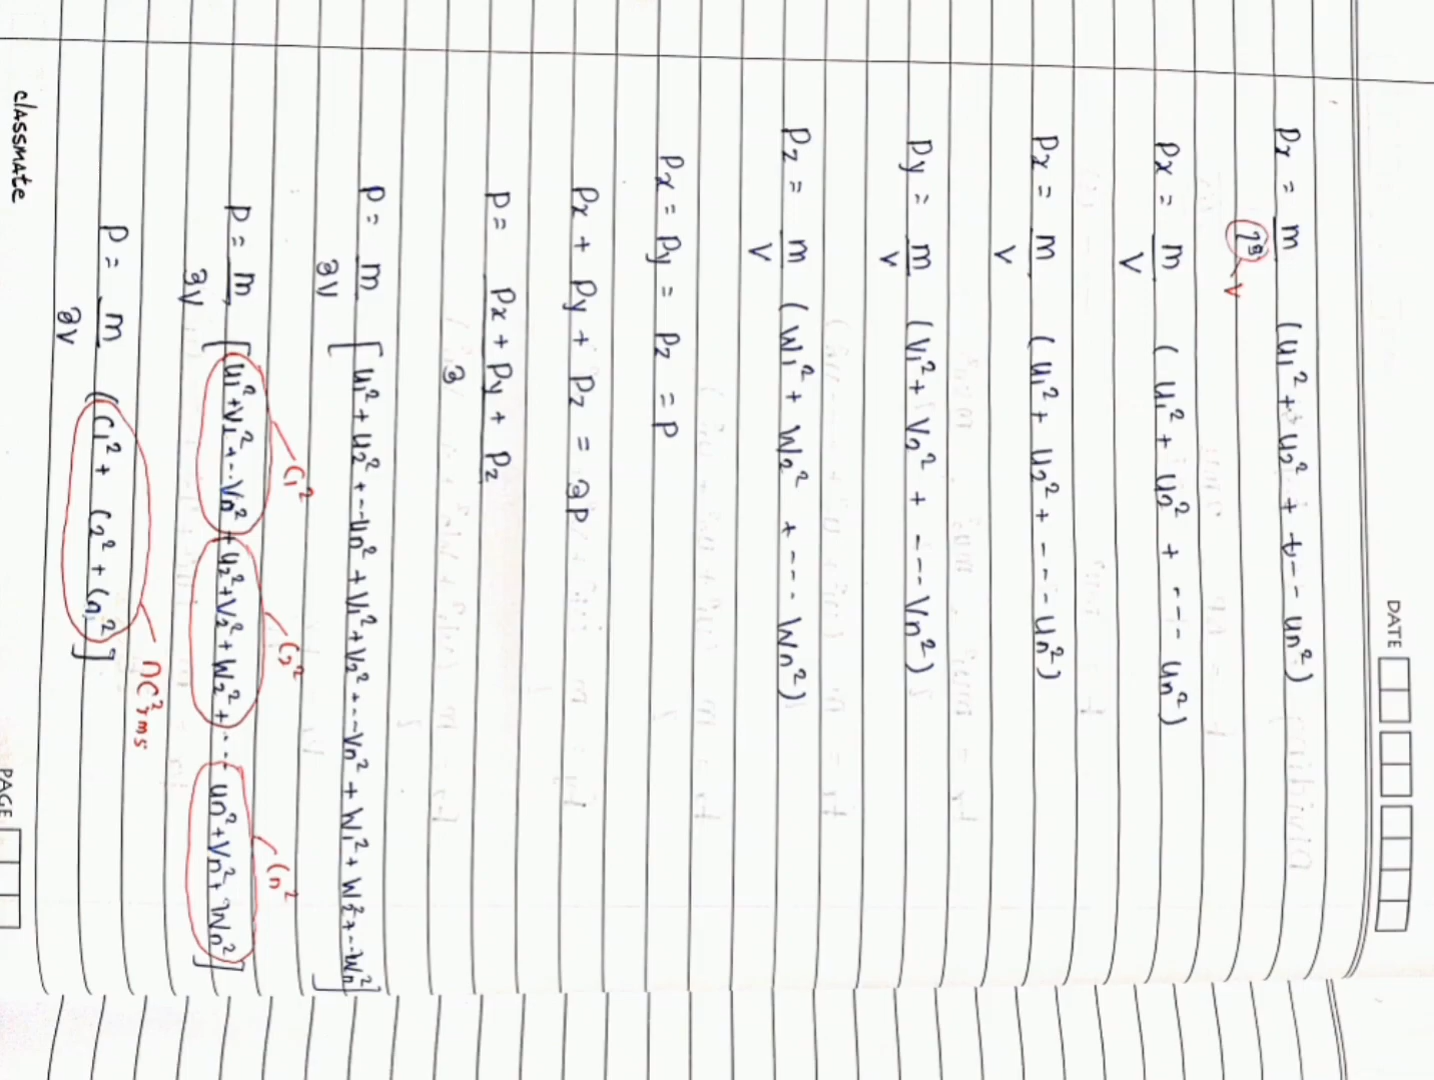 DATE
Px = m/l³ (u1² + u2² + t-- un²)
V
Px = m/V (u1² + u2² + --- un²)
Px = m/V (u1² + u2² + --- un²)
Py = m/V (V1² + V2² + --- Vn²)
Pz = m/V (W1² + W2² + --- Wn²)
Px = Py = Pz = P
Px + Py + Pz = 3P
P = Px + Py + Pz / 3
P = m/3V [u1² + u2² + -- un² + V1² + V2² + -- Vn² + W1² + W2² + -- Wn²]
C1² C2² Cn²
P = m/3V [u1² + V1² + -- Vn² + u2² + V2² + W2² + ---- un² + Vn² + Wn²]
nC²rms
P = m/3V [C1² + C2² + Cn²]
classmate
PAGE